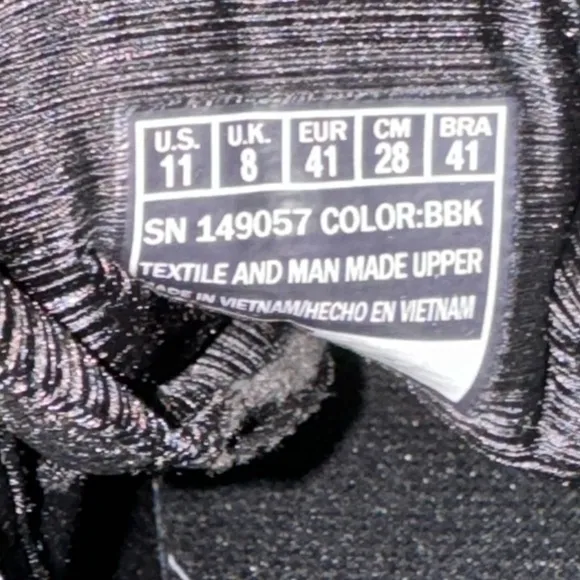 U.S. U.K. EUR CM BRA
11 8 41 28 41
SN 149057 COLOR:BBK
TEXTILE AND MAN MADE UPPER
MADE IN VIETNAM/HECHO EN VIETNAM